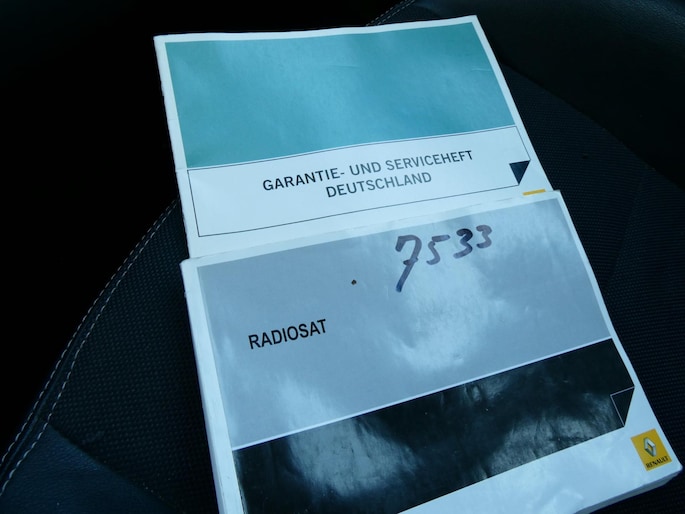 GARANTIE- UND SERVICEHEFT
DEUTSCHLAND
7533
RADIOSAT
RENAULT